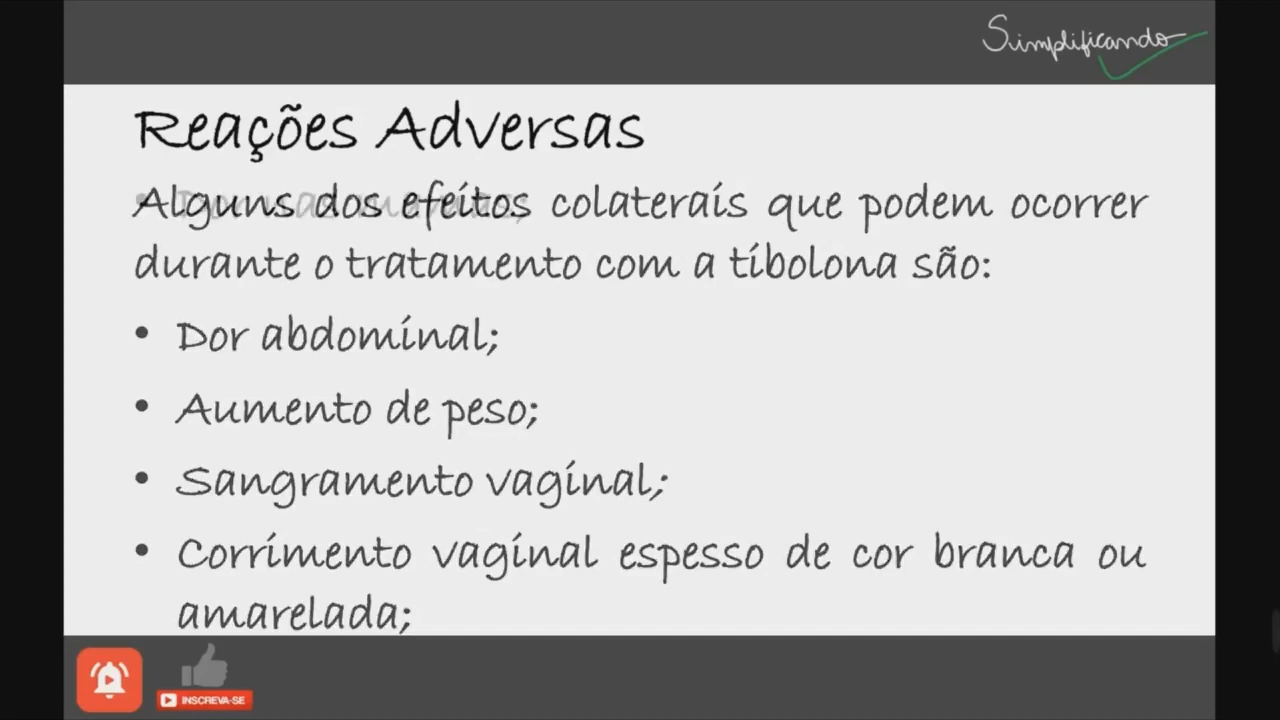 Simplificando
Reações Adversas
Alguns dos efeitos colaterais que podem ocorrer
durante o tratamento com a tibolona são:
• Dor abdominal;
• Aumento de peso;
• Sangramento vaginal;
• Corrimento vaginal espesso de cor branca ou
amarelada;
INSCREVA-SE